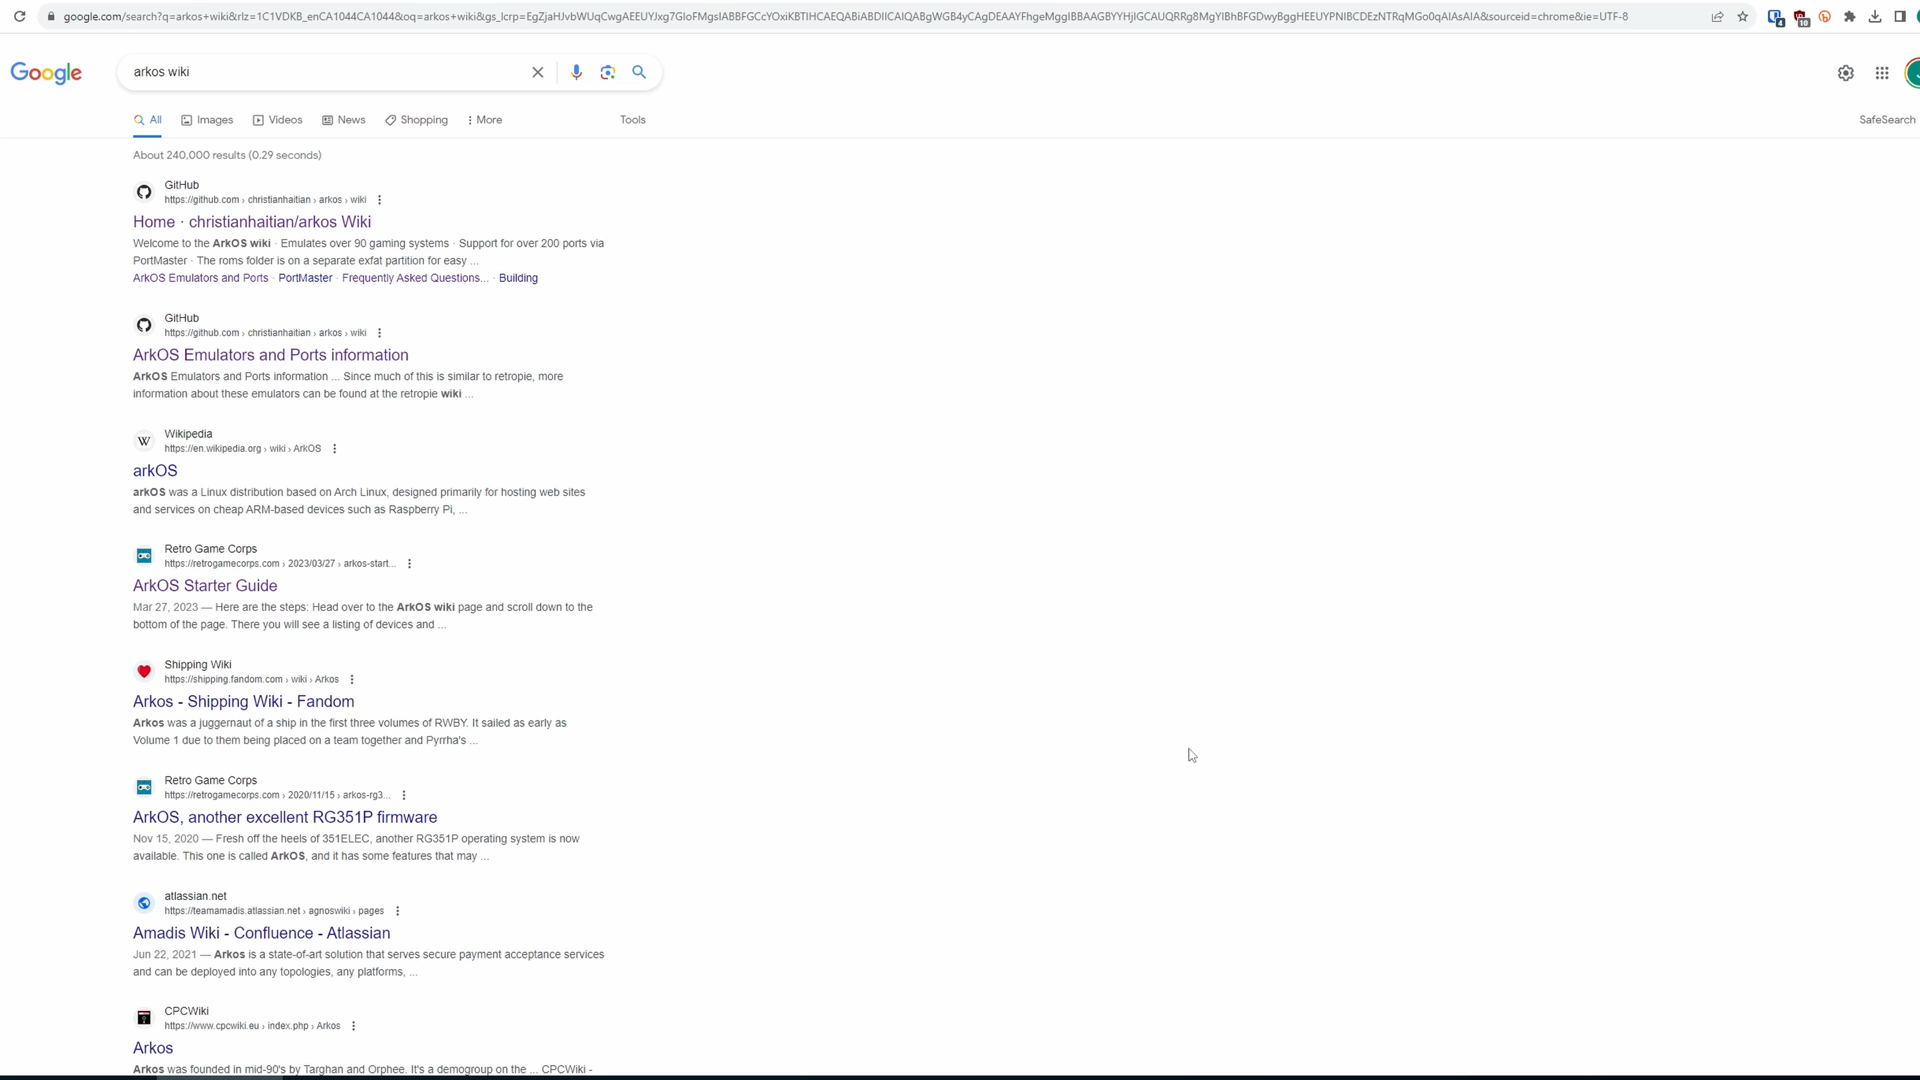 google.com/search?q=arkos+wiki&rlz=1C1VDKB_enCA1044CA1044&oq=arkos+wiki&gs_lcrp=
4
10
Google
arkos wiki
All
Images
Videos
News
Shopping
More
Tools
SafeSearch
About 240,000 results (0.29 seconds)
GitHub
https://github.com › christianhaitian › arkos › wiki
Home · christianhaitian/arkos Wiki
Welcome to the ArkOS wiki · Emulates over 90 gaming systems · Support for over 200 ports via
PortMaster · The roms folder is on a separate exfat partition for easy ...
ArkOS Emulators and Ports · PortMaster · Frequently Asked Questions... · Building
GitHub
https://github.com › christianhaitian › arkos › wiki
ArkOS Emulators and Ports information
ArkOS Emulators and Ports information ... Since much of this is similar to retropie, more
information about these emulators can be found at the retropie wiki ...
W
Wikipedia
https://en.wikipedia.org › wiki › ArkOS
arkOS
arkOS was a Linux distribution based on Arch Linux, designed primarily for hosting web sites
and services on cheap ARM-based devices such as Raspberry Pi, ...
Retro Game Corps
https://retrogamecorps.com › 2023/03/27 › arkos-start...
ArkOS Starter Guide
Mar 27, 2023 — Here are the steps: Head over to the ArkOS wiki page and scroll down to the
bottom of the page. There you will see a listing of devices and ...
Shipping Wiki
https://shipping.fandom.com › wiki › Arkos
Arkos - Shipping Wiki - Fandom
Arkos was a juggernaut of a ship in the first three volumes of RWBY. It sailed as early as
Volume 1 due to them being placed on a team together and Pyrrha's ...
Retro Game Corps
https://retrogamecorps.com › 2020/11/15 › arkos-rg3...
ArkOS, another excellent RG351P firmware
Nov 15, 2020 — Fresh off the heels of 351ELEC, another RG351P operating system is now
available. This one is called ArkOS, and it has some features that may ...
atlassian.net
https://teamamadis.atlassian.net › agnoswiki › pages
Amadis Wiki - Confluence - Atlassian
Jun 22, 2021 — Arkos is a state-of-art solution that serves secure payment acceptance services
and can be deployed into any topologies, any platforms, ...
CPCWiki
https://www.cpcwiki.eu › index.php › Arkos
Arkos
Arkos was founded in mid-90's by Targhan and Orphee. It's a demogroup on the ... CPCWiki -